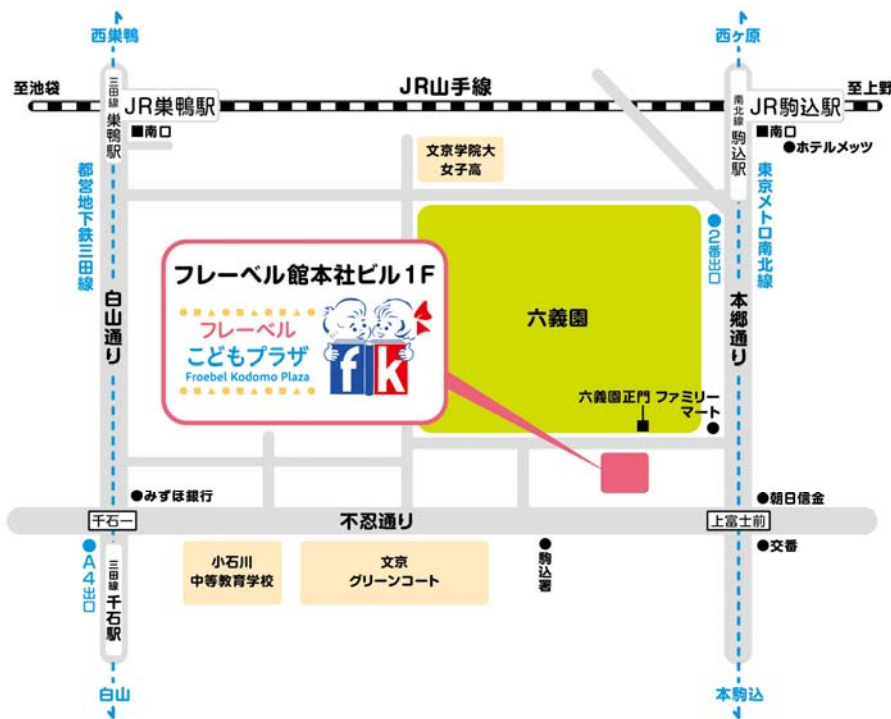 西巣鴨
西ヶ原
至池袋
三田線 巣鴨駅
JR巣鴨駅
JR山手線
南北線 駒込駅
JR駒込駅
至上野
■南口
■南口
●ホテルメッツ
文京学院大
女子高
都営地下鉄三田線
白山通り
フレーベル館本社ビル1F
フレーベル
こどもプラザ
Froebel Kodomo Plaza
fk
六義園
●2番出口
本郷通り
東京メトロ南北線
六義園正門
ファミリー
マート
●みずほ銀行
●朝日信金
千石一
不忍通り
上富士前
●A4出口
三田線 千石駅
小石川
中等教育学校
文京
グリーンコート
●駒込署
●交番
白山
本駒込